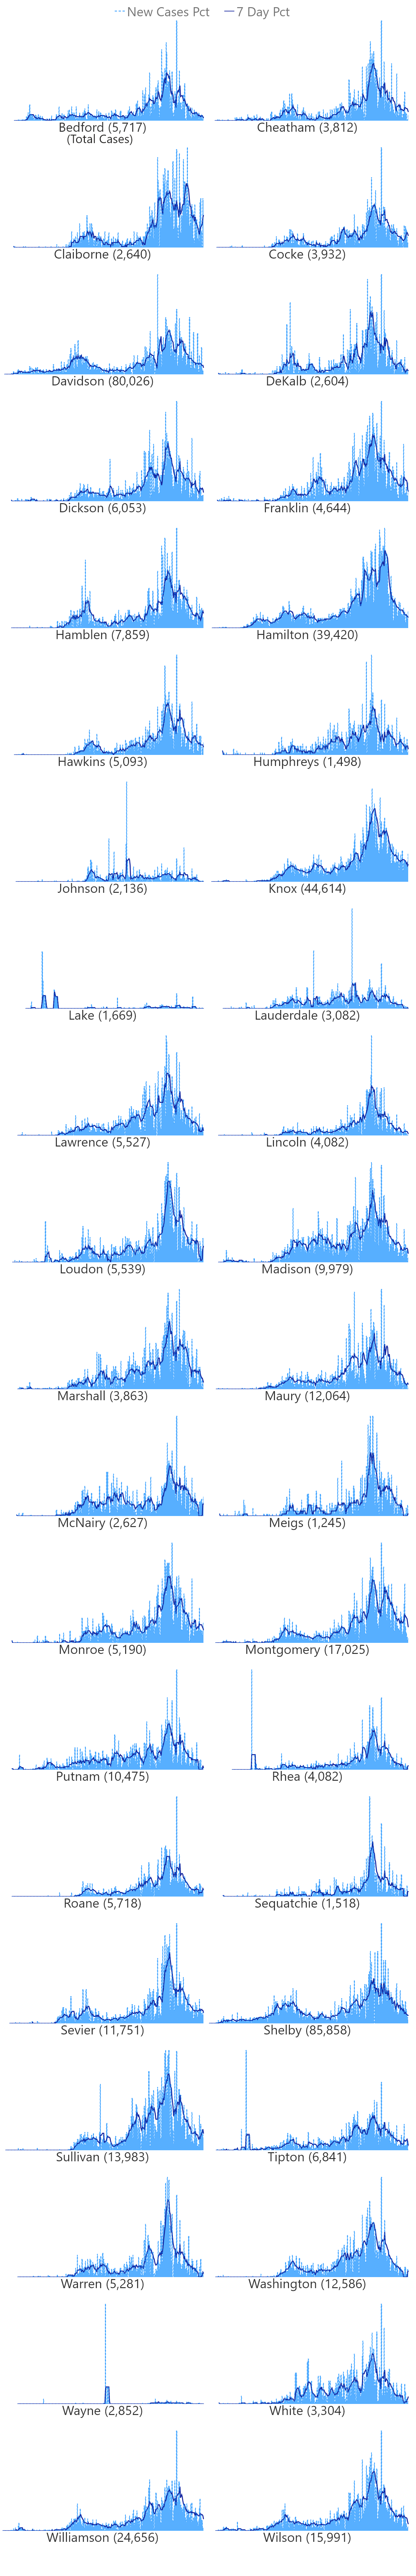 New Cases Pct 7 Day Pct
Bedford (5,717)
(Total Cases)
Cheatham (3,812)
Claiborne (2,640)
Cocke (3,932)
Davidson (80,026)
DeKalb (2,604)
Dickson (6,053)
Franklin (4,644)
Hamblen (7,859)
Hamilton (39,420)
Hawkins (5,093)
Humphreys (1,498)
Johnson (2,136)
Knox (44,614)
Lake (1,669)
Lauderdale (3,082)
Lawrence (5,527)
Lincoln (4,082)
Loudon (5,539)
Madison (9,979)
Marshall (3,863)
Maury (12,064)
McNairy (2,627)
Meigs (1,245)
Monroe (5,190)
Montgomery (17,025)
Putnam (10,475)
Rhea (4,082)
Roane (5,718)
Sequatchie (1,518)
Sevier (11,751)
Shelby (85,858)
Sullivan (13,983)
Tipton (6,841)
Warren (5,281)
Washington (12,586)
Wayne (2,852)
White (3,304)
Williamson (24,656)
Wilson (15,991)